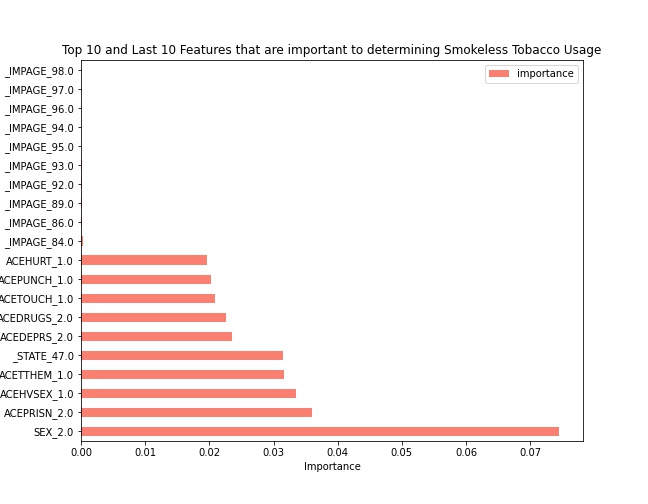 Top 10 and Last 10 Features that are important to determining Smokeless Tobacco Usage
importance
_IMPAGE_98.0
_IMPAGE_97.0
_IMPAGE_96.0
_IMPAGE_94.0
_IMPAGE_95.0
_IMPAGE_93.0
_IMPAGE_92.0
_IMPAGE_89.0
_IMPAGE_86.0
_IMPAGE_84.0
ACEHURT_1.0
ACEPUNCH_1.0
ACETOUCH_1.0
ACEDRUGS_2.0
ACEDEPRS_2.0
_STATE_47.0
ACETTHEM_1.0
ACEHVSEX_1.0
ACEPRISN_2.0
SEX_2.0
0.00 0.01 0.02 0.03 0.04 0.05 0.06 0.07
Importance